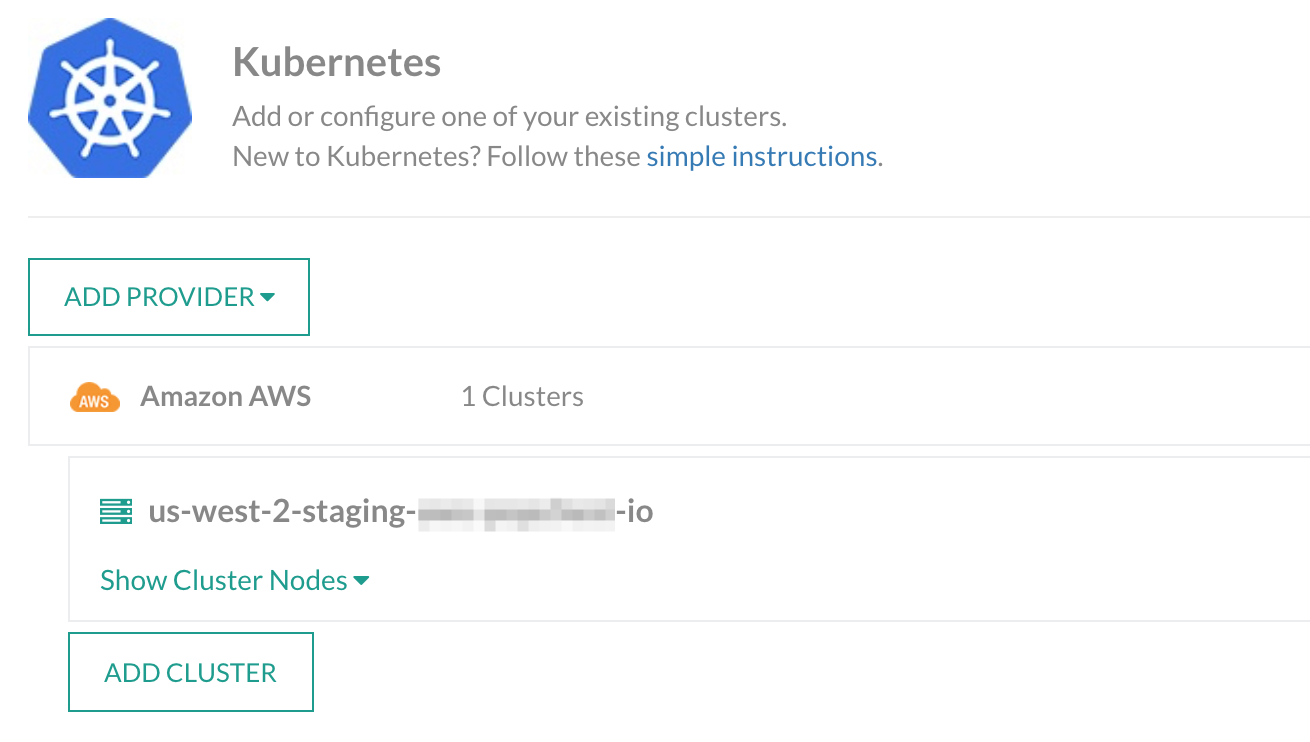 Kubernetes
Add or configure one of your existing clusters.
New to Kubernetes? Follow these simple instructions.
ADD PROVIDER
AWS Amazon AWS 1 Clusters
us-west-2-staging- -io
Show Cluster Nodes
ADD CLUSTER